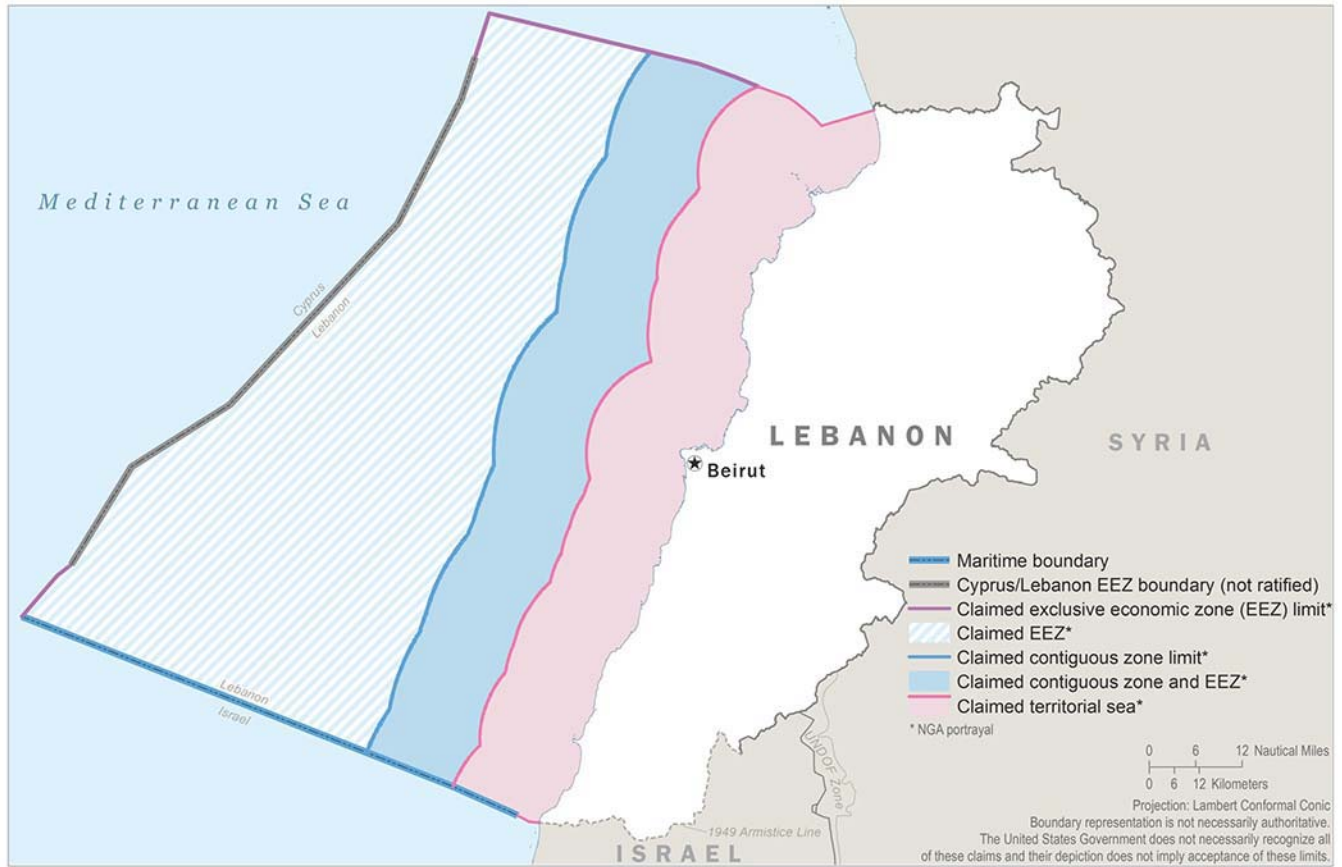 Mediterranean Sea
Cyprus
Lebanon
LEBANON
SYRIA
Beirut
Maritime boundary
Cyprus/Lebanon EEZ boundary (not ratified)
Claimed exclusive economic zone (EEZ) limit*
Claimed EEZ*
Claimed contiguous zone limit*
Claimed contiguous zone and EEZ*
Claimed territorial sea*
* NGA portrayal
Lebanon
Israel
UNDOF Zone
0 6 12 Nautical Miles
0 6 12 Kilometers
Projection: Lambert Conformal Conic
Boundary representation is not necessarily authoritative.
The United States Government does not necessarily recognize all
of these claims and their depiction does not imply acceptance of these limits.
1949 Armistice Line
ISRAEL